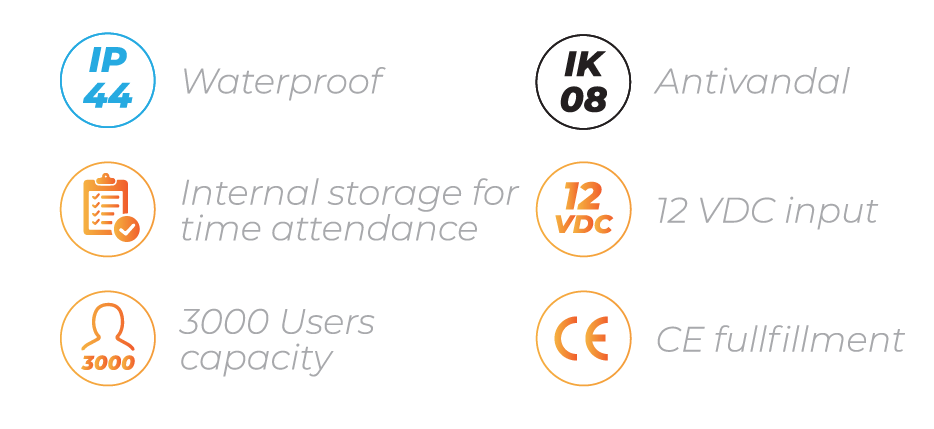 IP
44
Waterproof
IK
08
Antivandal
Internal storage for
time attendance
12
VDC
12 VDC input
3000
3000 Users
capacity
CE
CE fullfillment